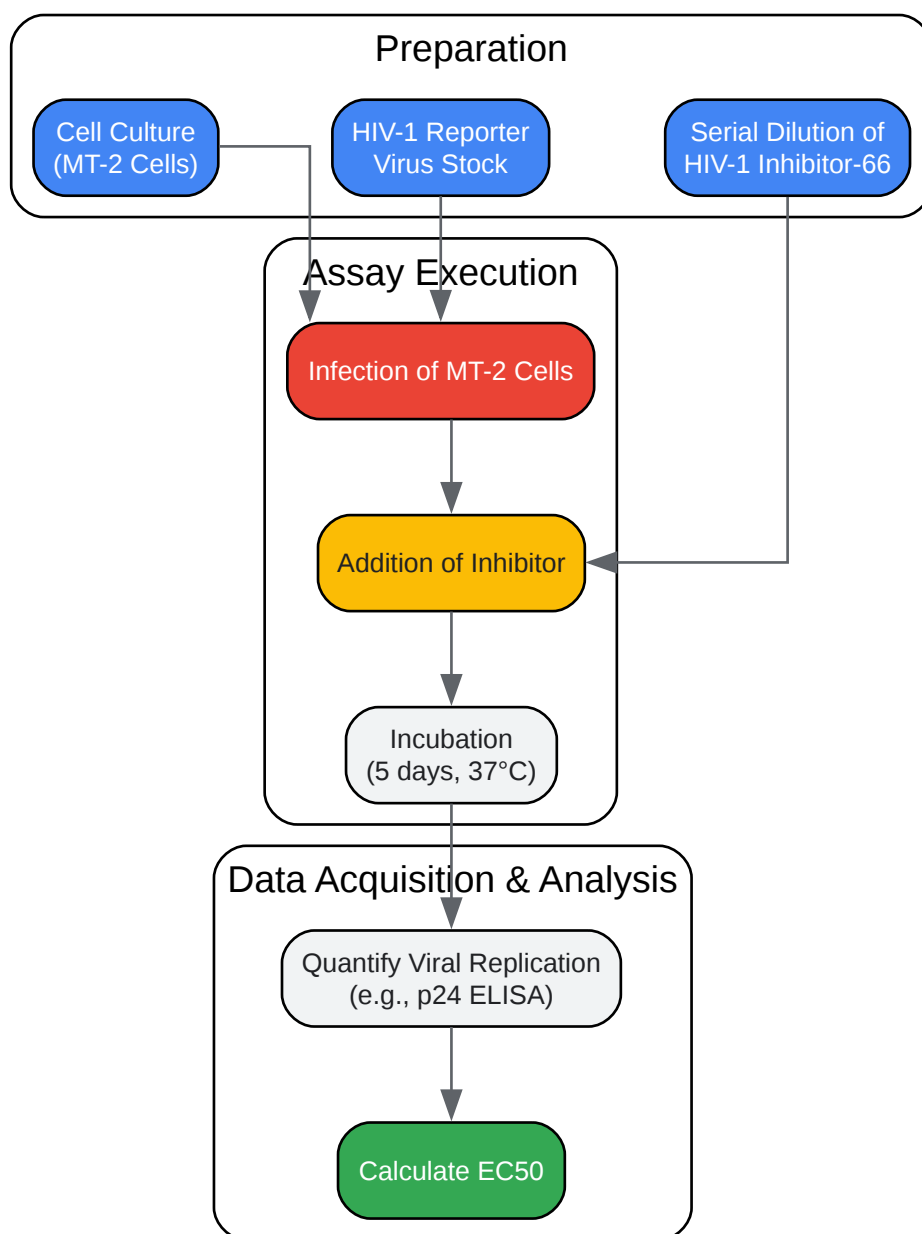 Preparation
Cell Culture
(MT-2 Cells)
HIV-1 Reporter
Virus Stock
Serial Dilution of
HIV-1 Inhibitor-66
Assay Execution
Infection of MT-2 Cells
Addition of Inhibitor
Incubation
(5 days, 37°C)
Data Acquisition & Analysis
Quantify Viral Replication
(e.g., p24 ELISA)
Calculate EC50